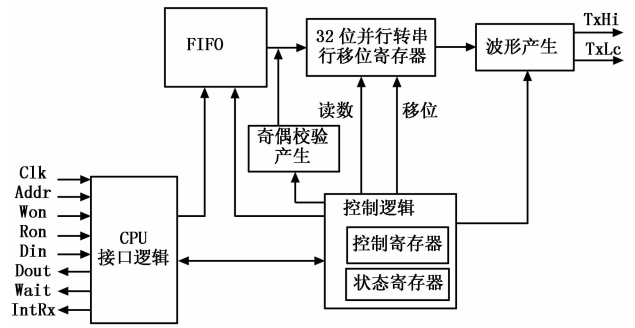 FIFO
32 位并行转串
行移位寄存器
波形产生
TxHi
TxLc
读数
移位
奇偶校验
产生
Clk
Addr
Won
Ron
Din
Dout
Wait
IntRx
CPU
接口逻辑
控制逻辑
控制寄存器
状态寄存器